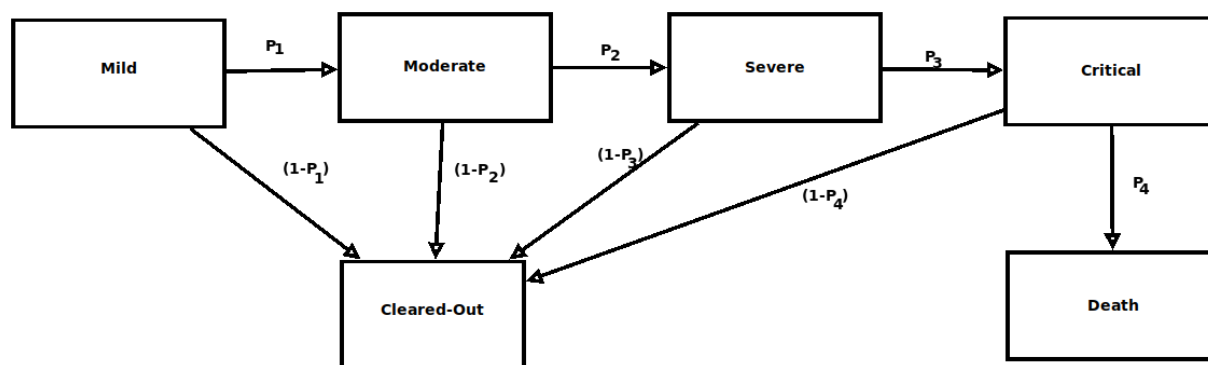 Mild
P1
Moderate
P2
Severe
P3
Critical
(1-P1)
(1-P2)
(1-P3)
(1-P4)
P4
Cleared-Out
Death